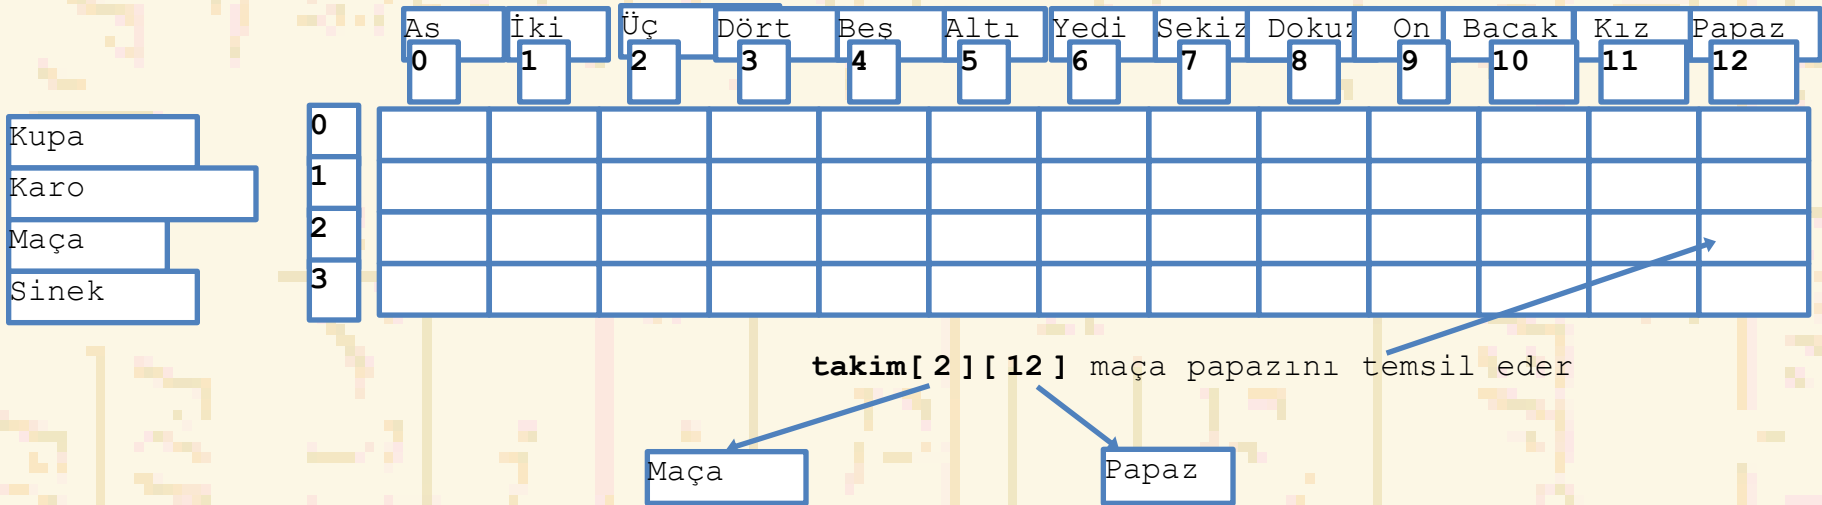 As İki Üç Dört Beş Altı Yedi Sekiz Dokuz On Bacak Kız Papaz
0 1 2 3 4 5 6 7 8 9 10 11 12
Kupa 0
Karo 1
Maça 2
Sinek 3
takim[ 2 ][ 12 ] maça papazını temsil eder
Maça Papaz